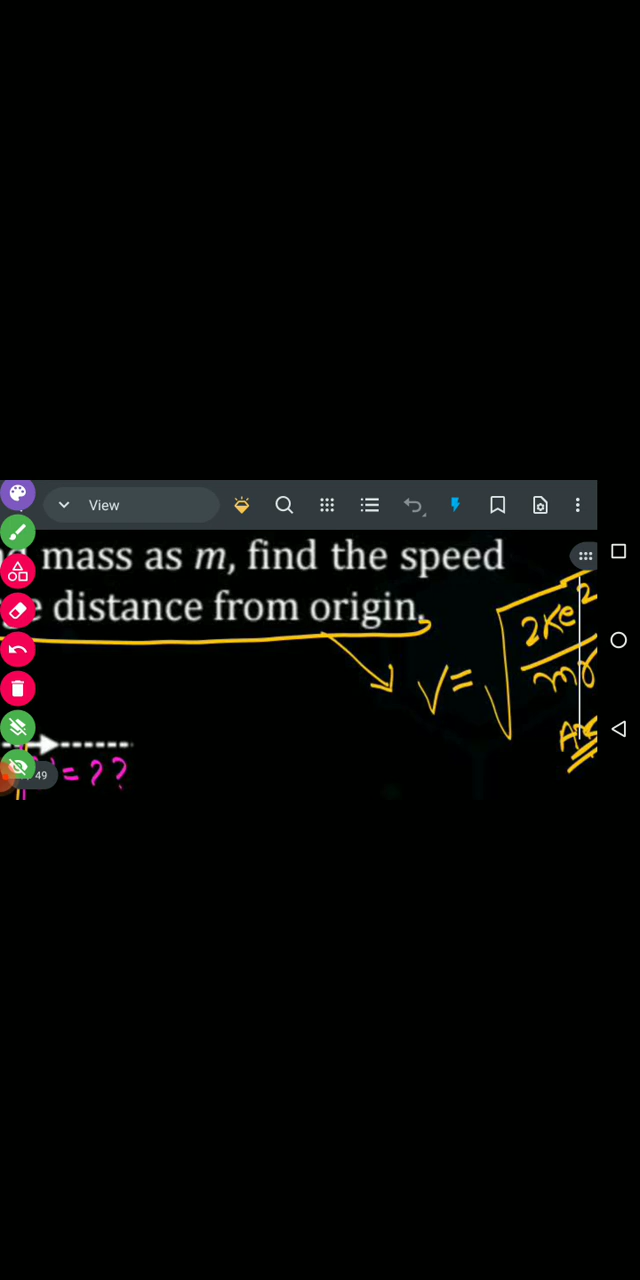 View
mass as m, find the speed
distance from origin.
V = √(2Ke²/mr)
= ??
49